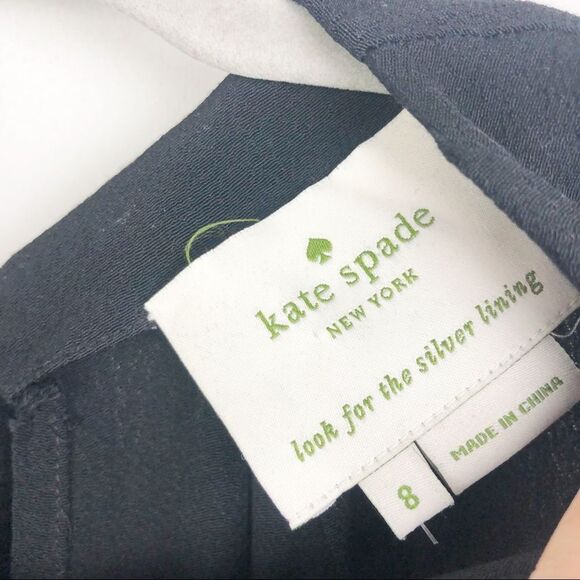 kate spade
NEW YORK
look for the silver lining
8
MADE IN CHINA